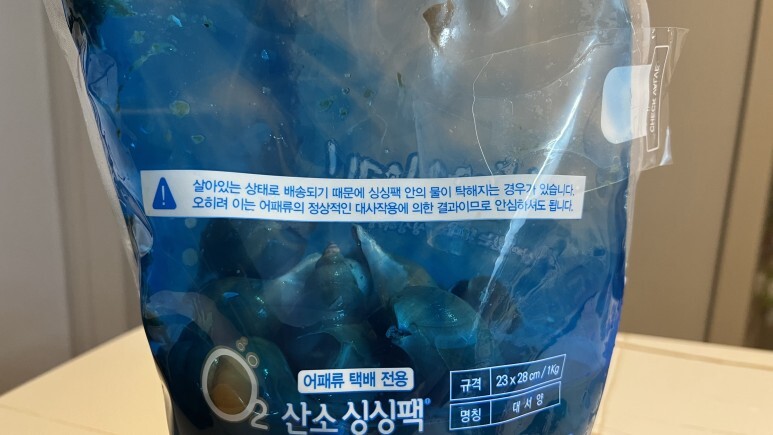 CHECK AVTVE
살아있는 상태로 배송되기 때문에 싱싱팩 안의 물이 탁해지는 경우가 있습니다.
오히려 이는 어패류의 정상적인 대사작용에 의한 결과이므로 안심하셔도 됩니다.
어패류 택배 전용
O2 산소 싱싱팩
규격 23 x 28 cm / 1Kg
명칭 대 서 양